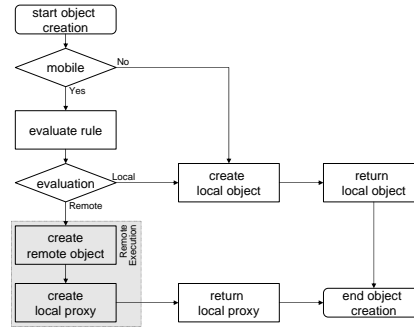 start object
creation
mobile
No
Yes
evaluate rule
evaluation
Local
Remote
create
local object
return
local object
create
remote object
Remote
Execution
create
local proxy
return
local proxy
end object
creation